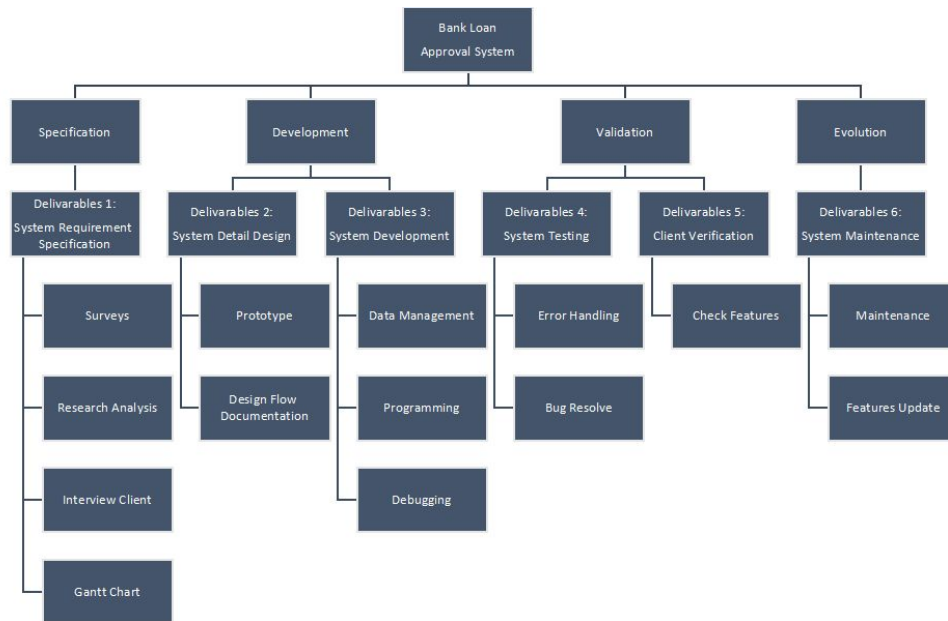 Bank Loan
Approval System
Specification
Development
Validation
Evolution
Delivarables 1:
System Requirement
Specification
Delivarables 2:
System Detail Design
Delivarables 3:
System Development
Delivarables 4:
System Testing
Delivarables 5:
Client Verification
Delivarables 6:
System Maintenance
Surveys
Prototype
Data Management
Error Handling
Check Features
Maintenance
Research Analysis
Design Flow
Documentation
Programming
Bug Resolve
Features Update
Interview Client
Debugging
Gantt Chart